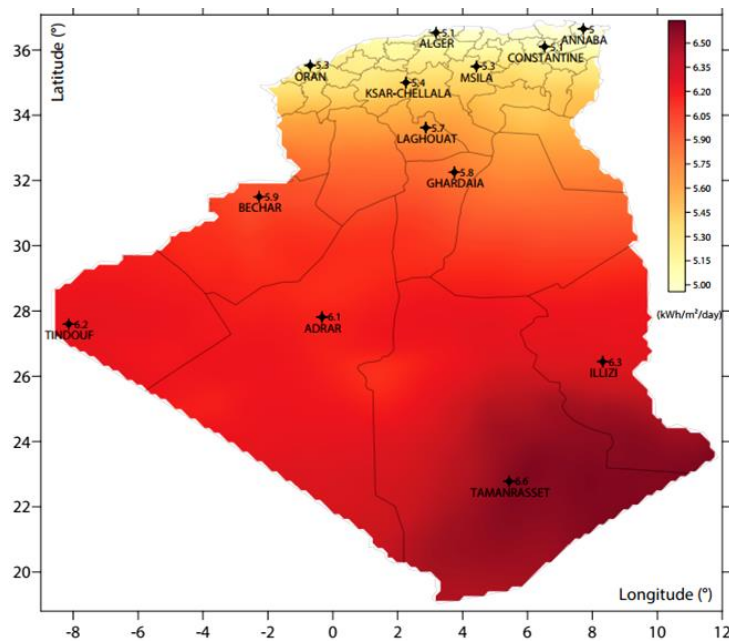 Latitude (°)
36
34
32
30
28
26
24
22
20
5.1
ALGER
5
ANNABA
5.1
CONSTANTINE
5.3
ORAN
5.3
MSILA
5.4
KSAR-CHELLALA
5.7
LAGHOUAT
5.8
GHARDAIA
5.9
BECHAR
6.2
TINDOUF
6.1
ADRAR
6.3
ILLIZI
6.6
TAMANRASSET
6.50
6.35
6.20
6.05
5.90
5.75
5.60
5.45
5.30
5.15
5.00
(kWh/m²/day)
Longitude (°)
-8 -6 -4 -2 0 2 4 6 8 10 12